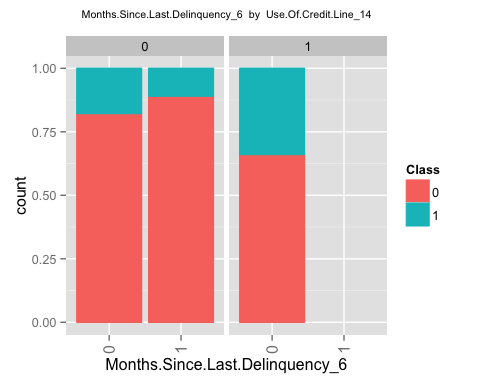 Months.Since.Last.Delinquency_6 by Use.Of.Credit.Line_14
0 1
1.00
0.75
0.50
0.25
0.00
count
0 1 0 1
Months.Since.Last.Delinquency_6
Class
0
1